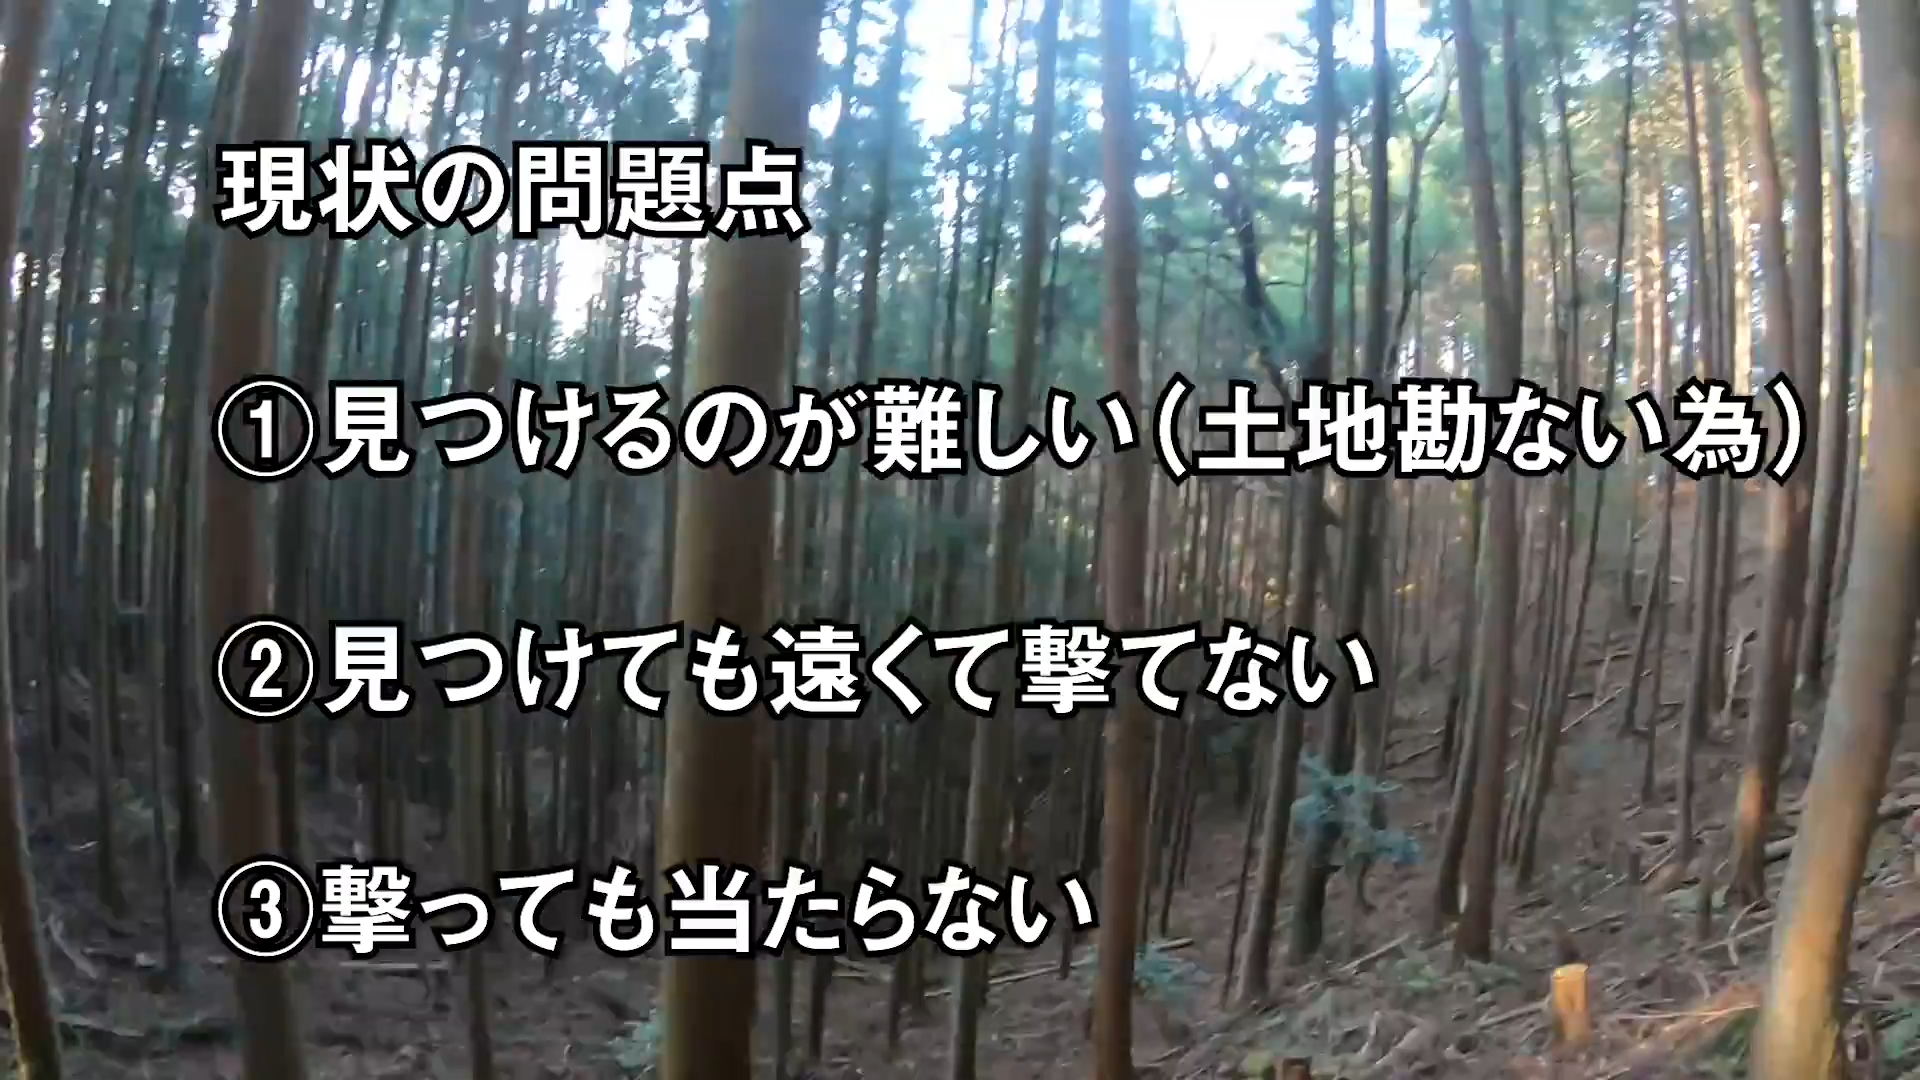 現状の問題点
①見つけるのが難しい（土地勘ない為）
②見つけても遠くて撃てない
③撃っても当たらない